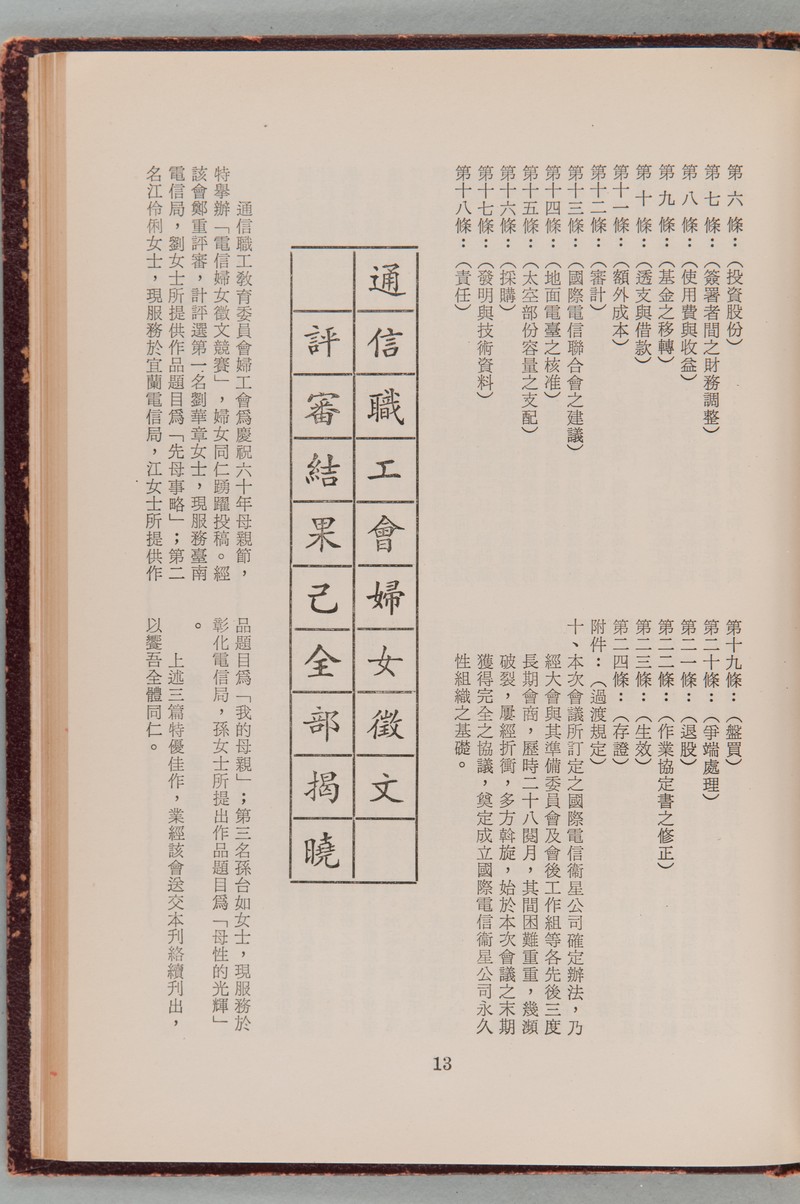 第六條：（投資股份）
第七條：（簽署者間之財務調整）
第八條：（使用費與收益）
第九條：（基金之移轉）
第十條：（透支與借款）
第十一條：（額外成本）
第十二條：（審計）
第十三條：（國際電信聯合會之建議）
第十四條：（地面電臺之核准）
第十五條：（太空部份容量之支配）
第十六條：（採購）
第十七條：（發明與技術資料）
第十八條：（責任）
第十九條：（盤買）
第二十條：（爭端處理）
第二一條：（退股）
第二二條：（作業協定書之修正）
第二三條：（生效）
第二四條：（存證）
附件：（過渡規定）
十、本次會議所訂定之國際電信衞星公司確定辦法，乃
經大會與其準備委員會及會後工作組等各先後三度
長期會商，歷時二十八閱月，其間困難重重，幾瀕
破裂，屢經折衝，多方斡旋，始於本次會議之末期
獲得完全之協議，奠定成立國際電信衞星公司永久
性組織之基礎。
通信職工會婦女徵文
評審結果己全部揭曉
通信職工教育委員會婦工會爲慶祝六十年母親節，
特舉辦「電信婦女徵文競賽」，婦女同仁踴躍投稿。經
該會鄭重評審，計評選第一名劉華章女士，現服務臺南
電信局，劉女士所提供作品題目爲「先母事略」；第二
名江伶俐女士，現服務於宜蘭電信局，江女士所提供作
品題目爲「我的母親」；第三名孫台如女士，現服務於
彰化電信局，孫女士所提出作品題目爲「母性的光輝」
。
上述三篇特優佳作，業經該會送交本刋絡續刋出，
以饗吾全體同仁。
13